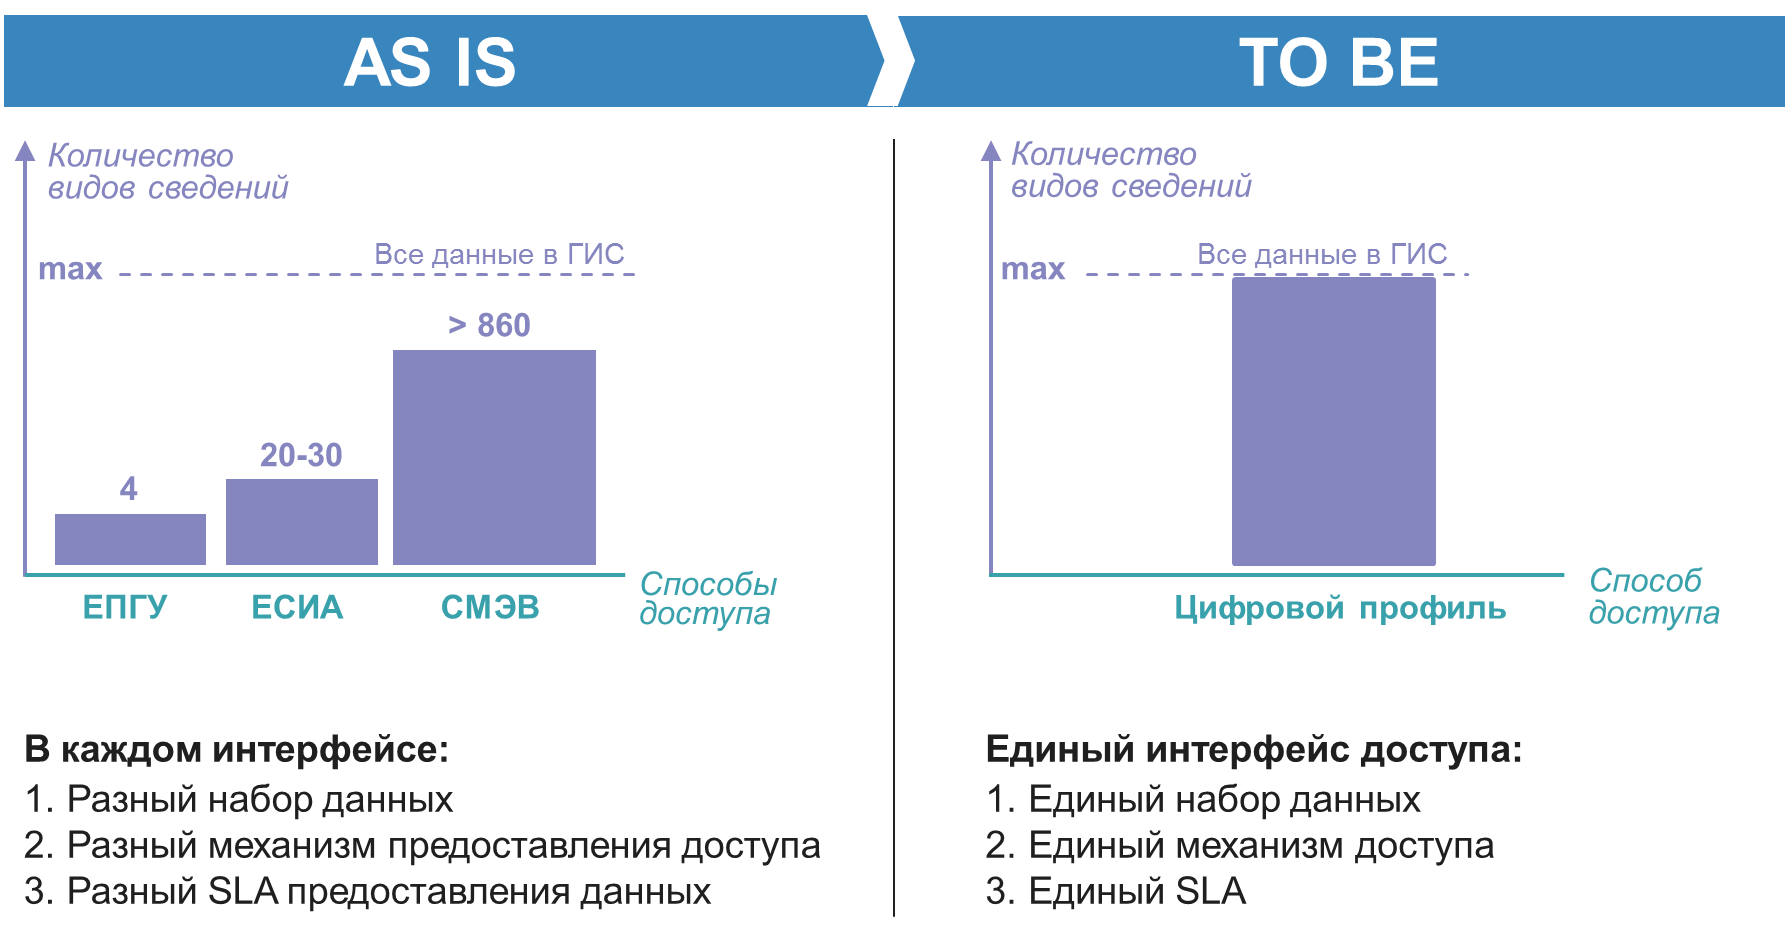 AS IS
Количество
видов сведений
max
Все данные в ГИС
> 860
20-30
4
ЕПГУ
ЕСИА
СМЭВ
Способы
доступа
В каждом интерфейсе:
1. Разный набор данных
2. Разный механизм предоставления доступа
3. Разный SLA предоставления данных
TO BE
Количество
видов сведений
max
Все данные в ГИС
Цифровой профиль
Способ
доступа
Единый интерфейс доступа:
1. Единый набор данных
2. Единый механизм доступа
3. Единый SLA